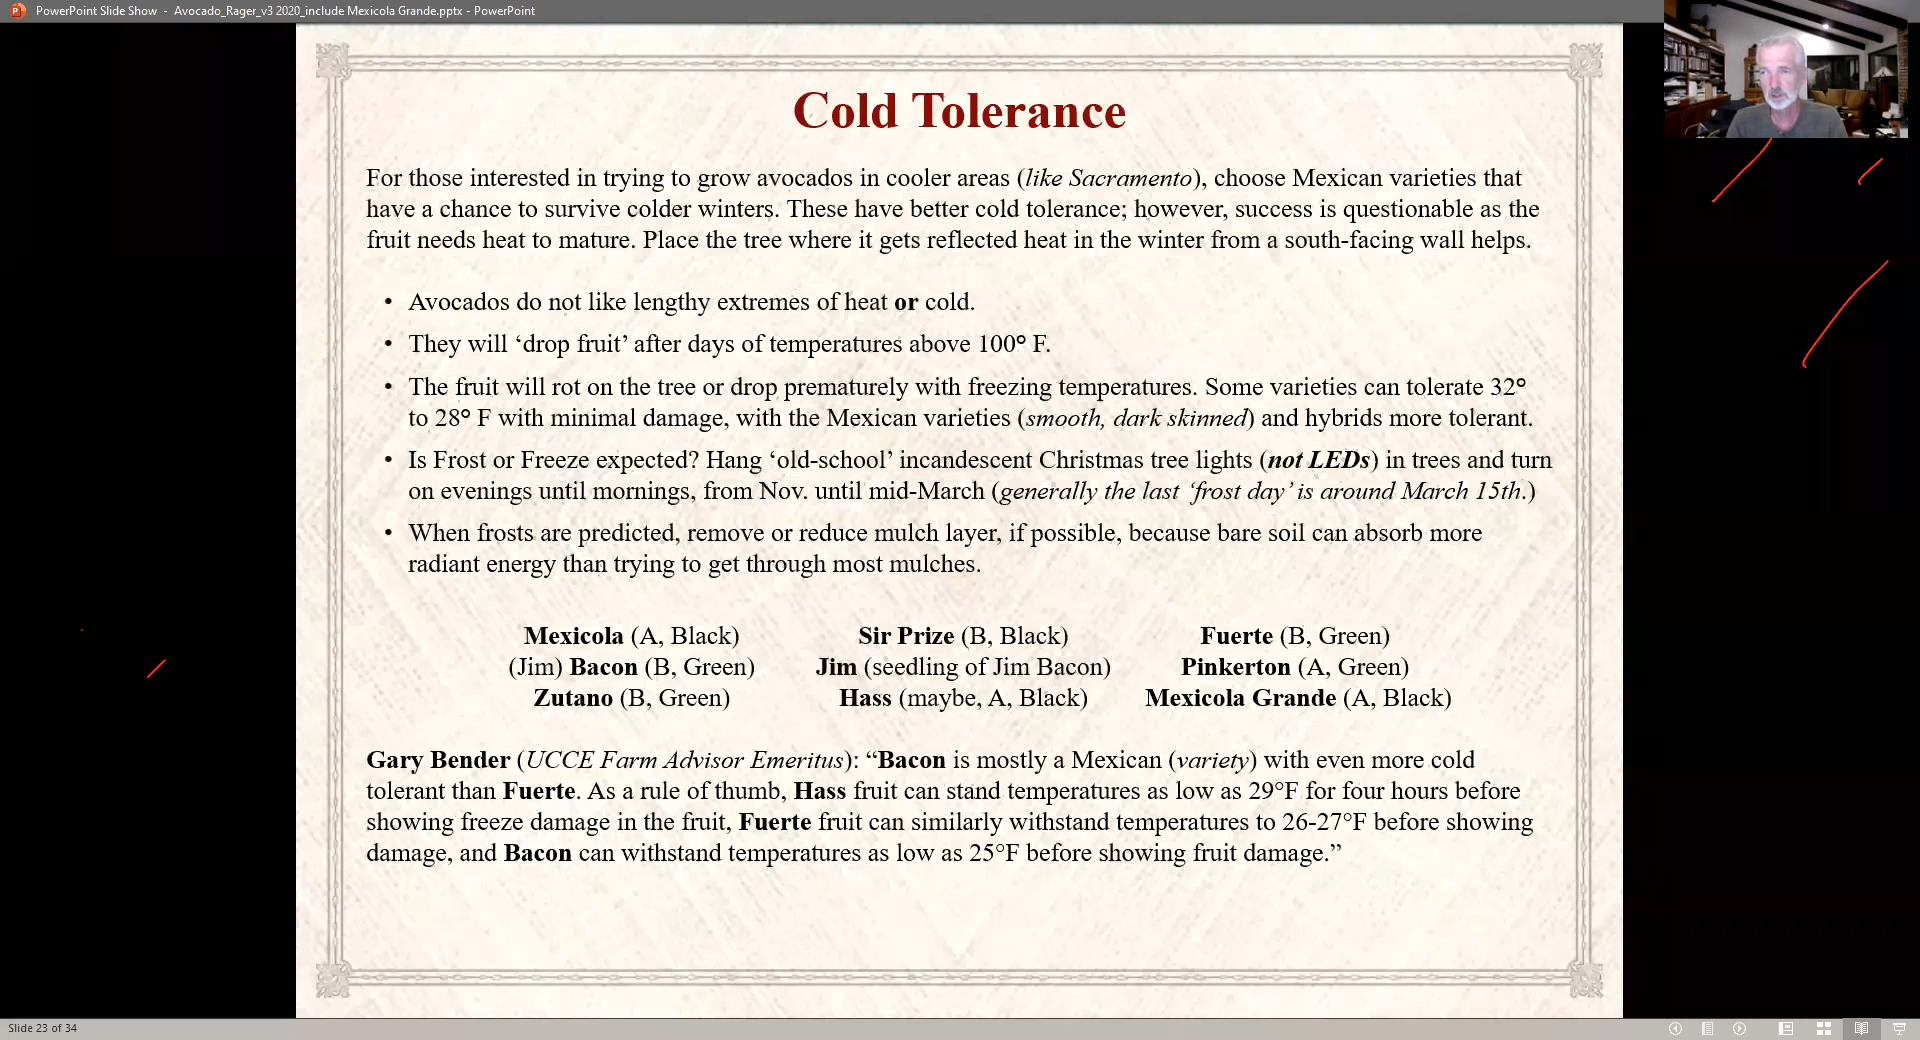 PowerPoint Slide Show - Avocado_Rager_v3 2020_include Mexicola Grande.pptx - PowerPoint
Cold Tolerance
For those interested in trying to grow avocados in cooler areas (like Sacramento), choose Mexican varieties that
have a chance to survive colder winters. These have better cold tolerance; however, success is questionable as the
fruit needs heat to mature. Place the tree where it gets reflected heat in the winter from a south-facing wall helps.
• Avocados do not like lengthy extremes of heat or cold.
• They will ‘drop fruit’ after days of temperatures above 100° F.
• The fruit will rot on the tree or drop prematurely with freezing temperatures. Some varieties can tolerate 32°
to 28° F with minimal damage, with the Mexican varieties (smooth, dark skinned) and hybrids more tolerant.
• Is Frost or Freeze expected? Hang ‘old-school’ incandescent Christmas tree lights (not LEDs) in trees and turn
on evenings until mornings, from Nov. until mid-March (generally the last ‘frost day’ is around March 15th.)
• When frosts are predicted, remove or reduce mulch layer, if possible, because bare soil can absorb more
radiant energy than trying to get through most mulches.
Mexicola (A, Black) Sir Prize (B, Black) Fuerte (B, Green)
(Jim) Bacon (B, Green) Jim (seedling of Jim Bacon) Pinkerton (A, Green)
Zutano (B, Green) Hass (maybe, A, Black) Mexicola Grande (A, Black)
Gary Bender (UCCE Farm Advisor Emeritus): “Bacon is mostly a Mexican (variety) with even more cold
tolerant than Fuerte. As a rule of thumb, Hass fruit can stand temperatures as low as 29°F for four hours before
showing freeze damage in the fruit, Fuerte fruit can similarly withstand temperatures to 26-27°F before showing
damage, and Bacon can withstand temperatures as low as 25°F before showing fruit damage.”
Slide 23 of 34